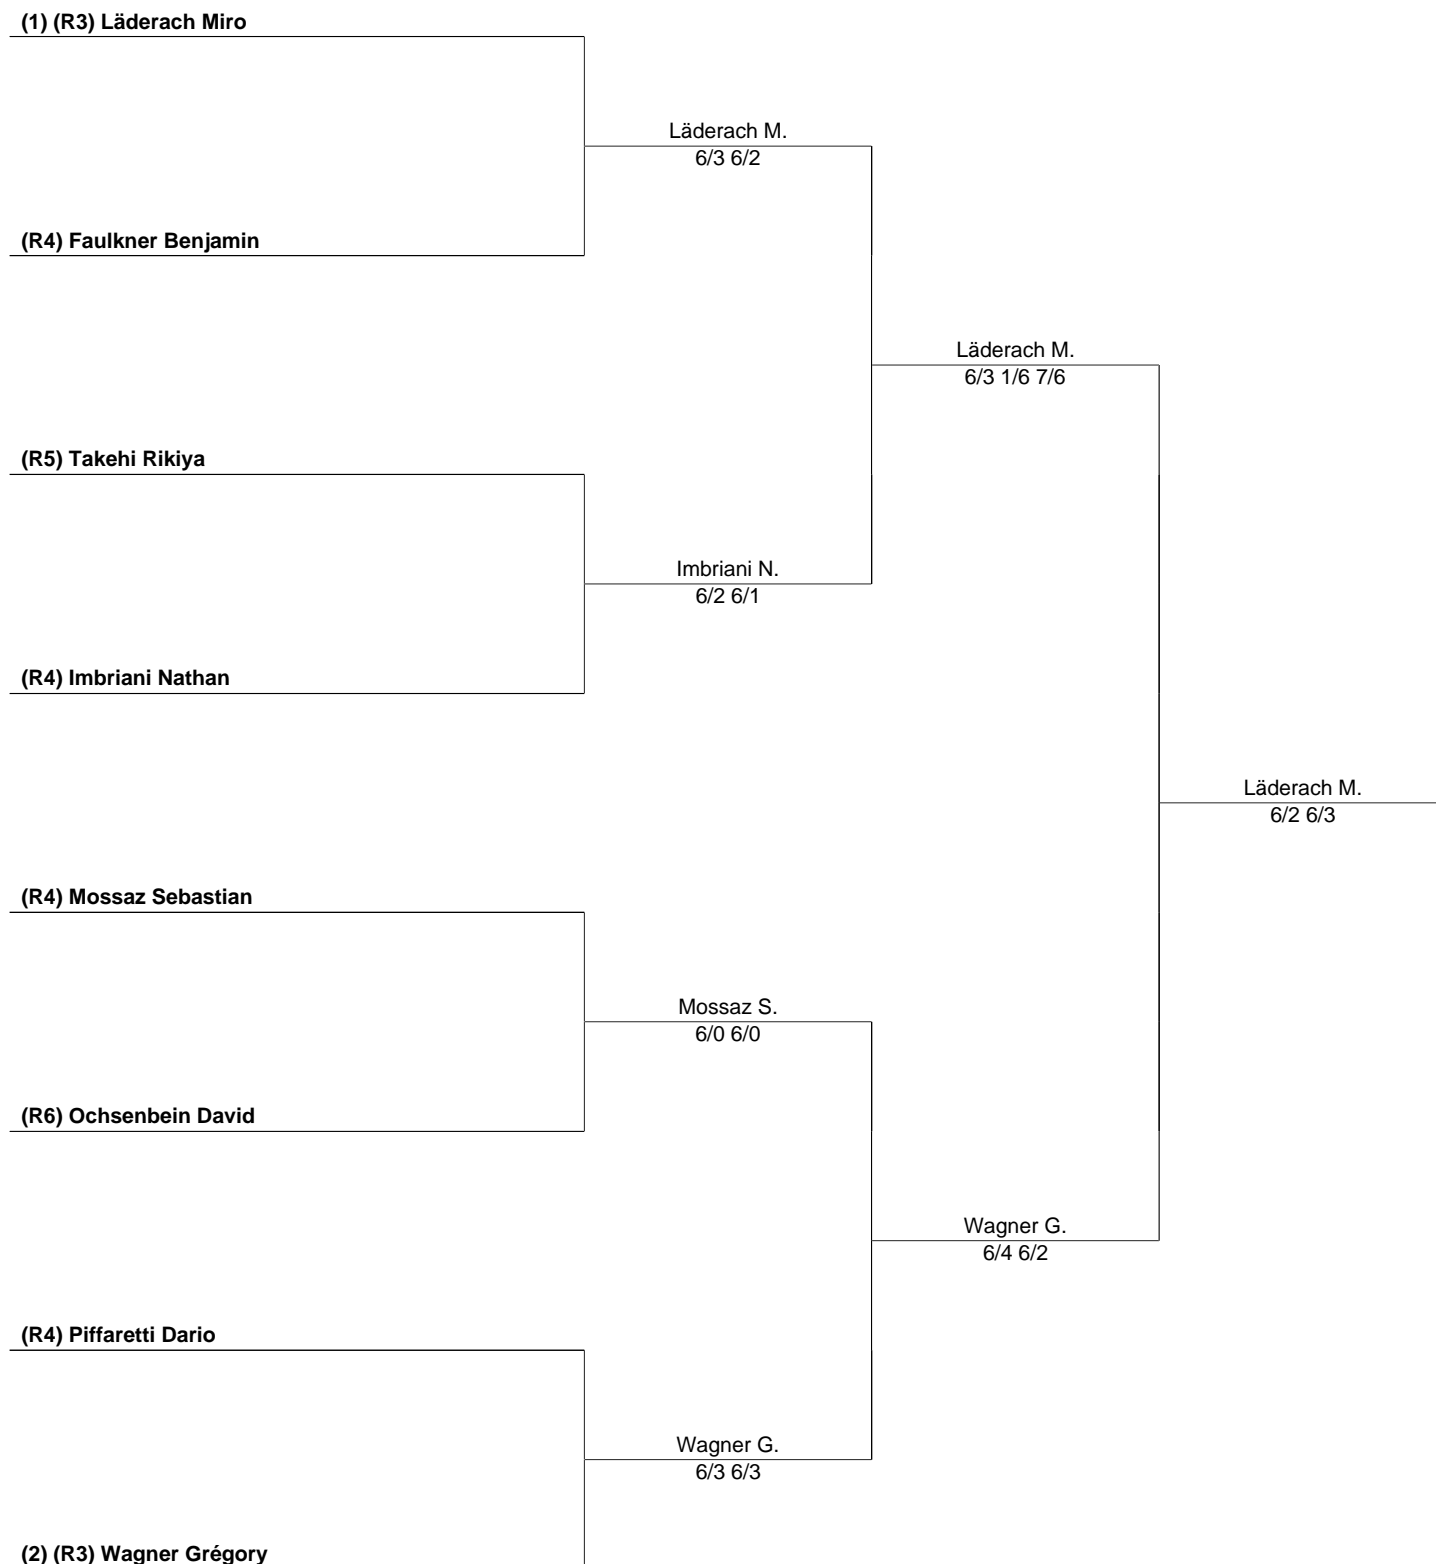 (1) (R3) Läderach Miro
Läderach M.
6/3 6/2
(R4) Faulkner Benjamin
Läderach M.
6/3 1/6 7/6
(R5) Takehi Rikiya
Imbriani N.
6/2 6/1
(R4) Imbriani Nathan
Läderach M.
6/2 6/3
(R4) Mossaz Sebastian
Mossaz S.
6/0 6/0
(R6) Ochsenbein David
Wagner G.
6/4 6/2
(R4) Piffaretti Dario
Wagner G.
6/3 6/3
(2) (R3) Wagner Grégory